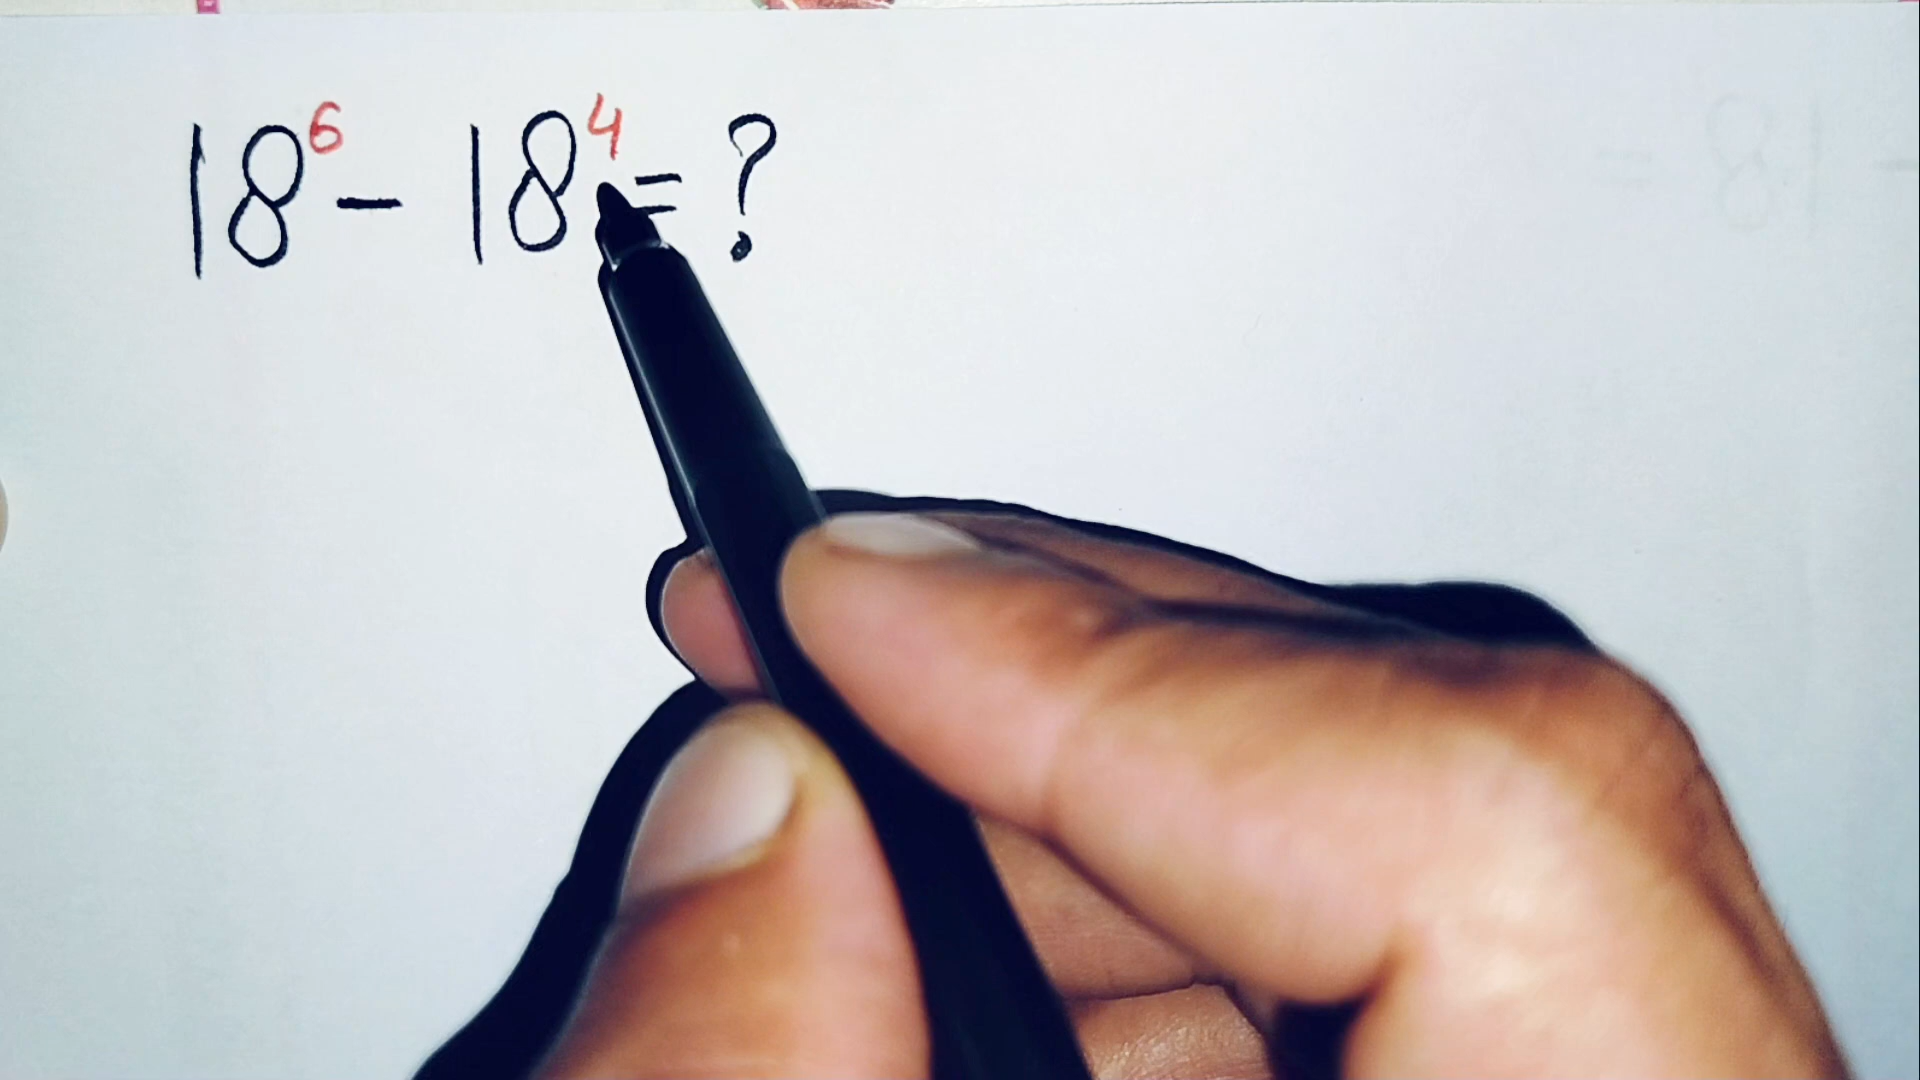 18⁶ - 18⁴ = ?